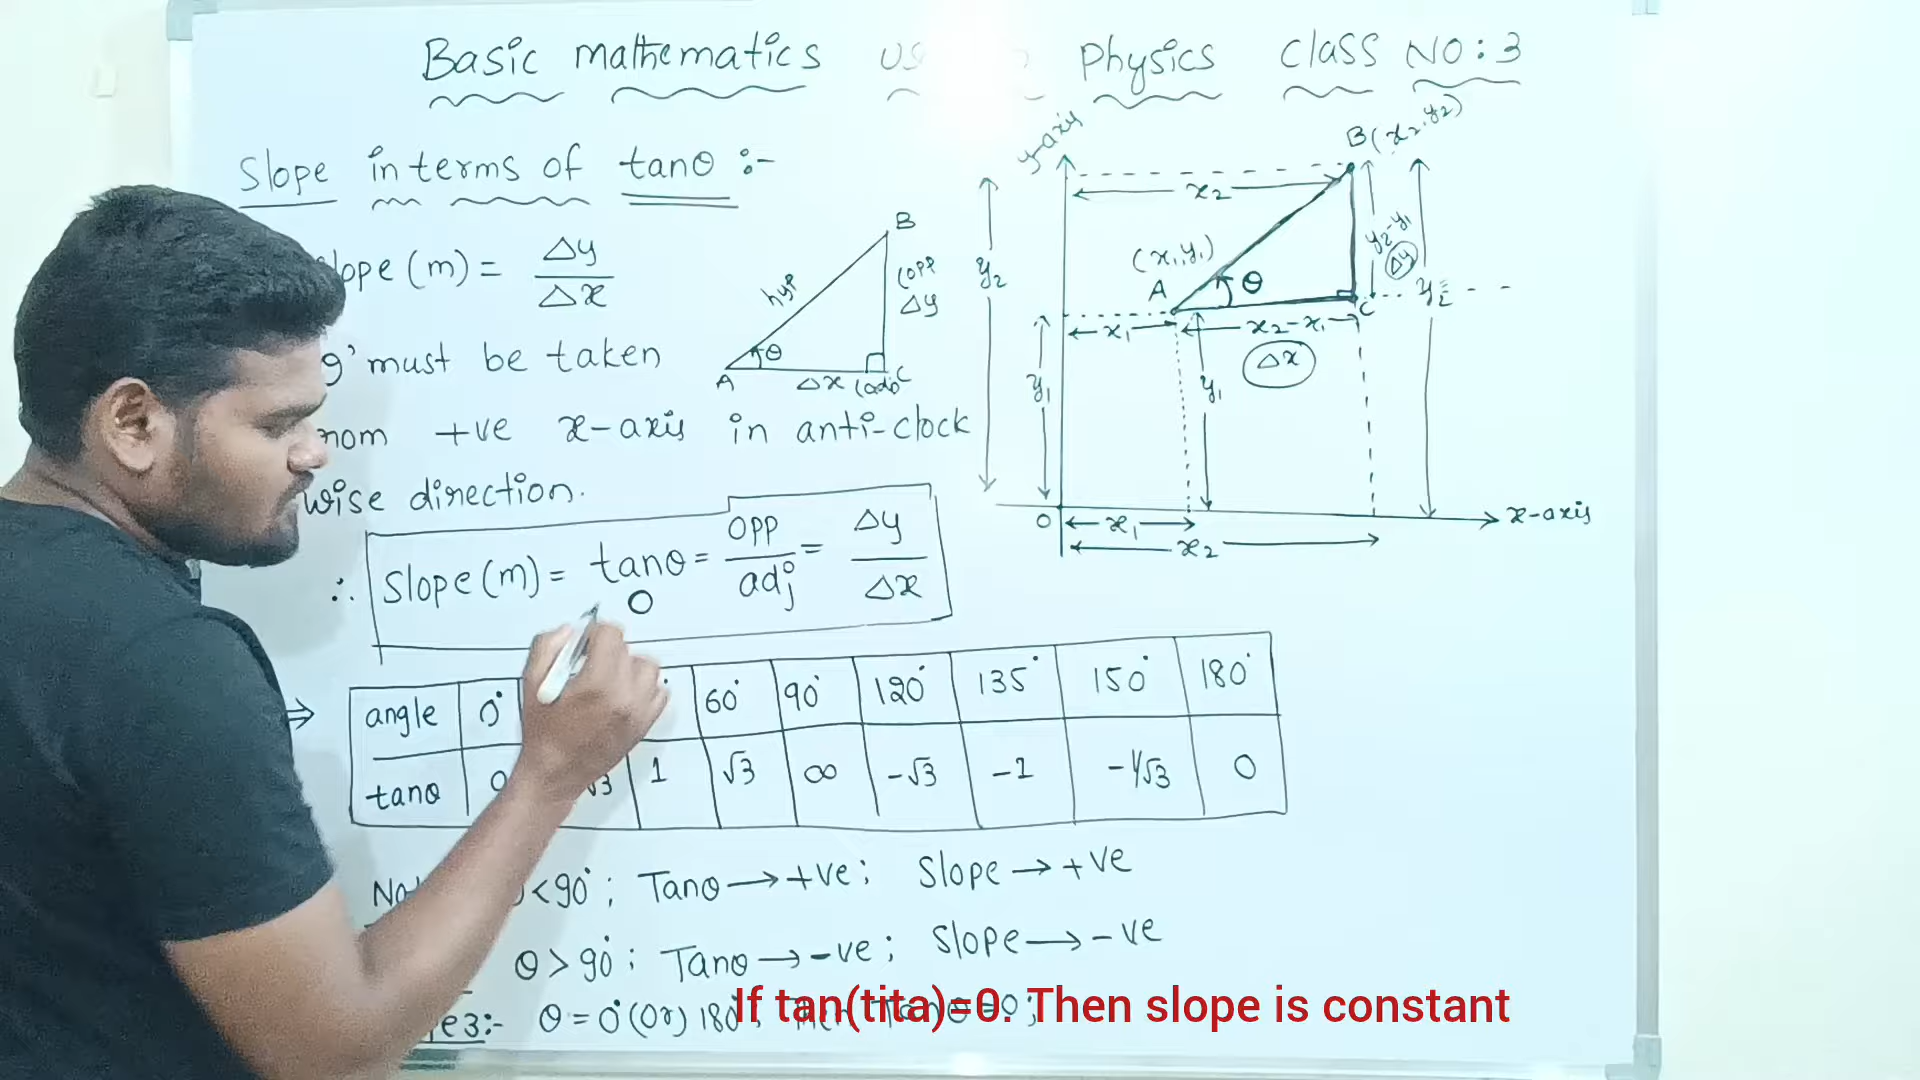 Basic mathematics Physics class NO:3
Slope in terms of tanθ :-
lope (m) = Δy
Δx
' must be taken
+ve x-axis in anti-clock
wise direction.
∴ Slope (m) = tanθ = opp/adj = Δy/Δx
0
B
hyp
(opp
Δy
θ
A
Δx (adj
C
y-axis
B(x2,y2)
x2
y2
(x1,y1)
A
θ
y2-y1
Δy
C
x1
x2-x1
Δx
y1
y1
O
x1
x2
x-axis
⇒ angle 0° 60° 90° 120° 135° 150° 180°
tanθ 0 √3 1 √3 ∞ -√3 -1 -1/√3 0
<90°; Tanθ → +ve; Slope → +ve
θ > 90°; Tanθ → -ve; Slope → -ve
e3:- θ = 0°(Or) 180°
If tan(tita)=0. Then slope is constant